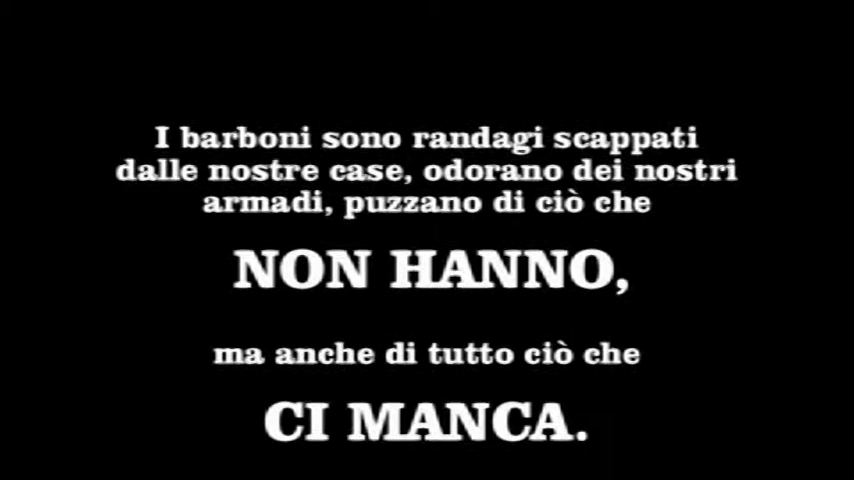 I barboni sono randagi scappati
dalle nostre case, odorano dei nostri
armadi, puzzano di ciò che
NON HANNO,
ma anche di tutto ciò che
CI MANCA.